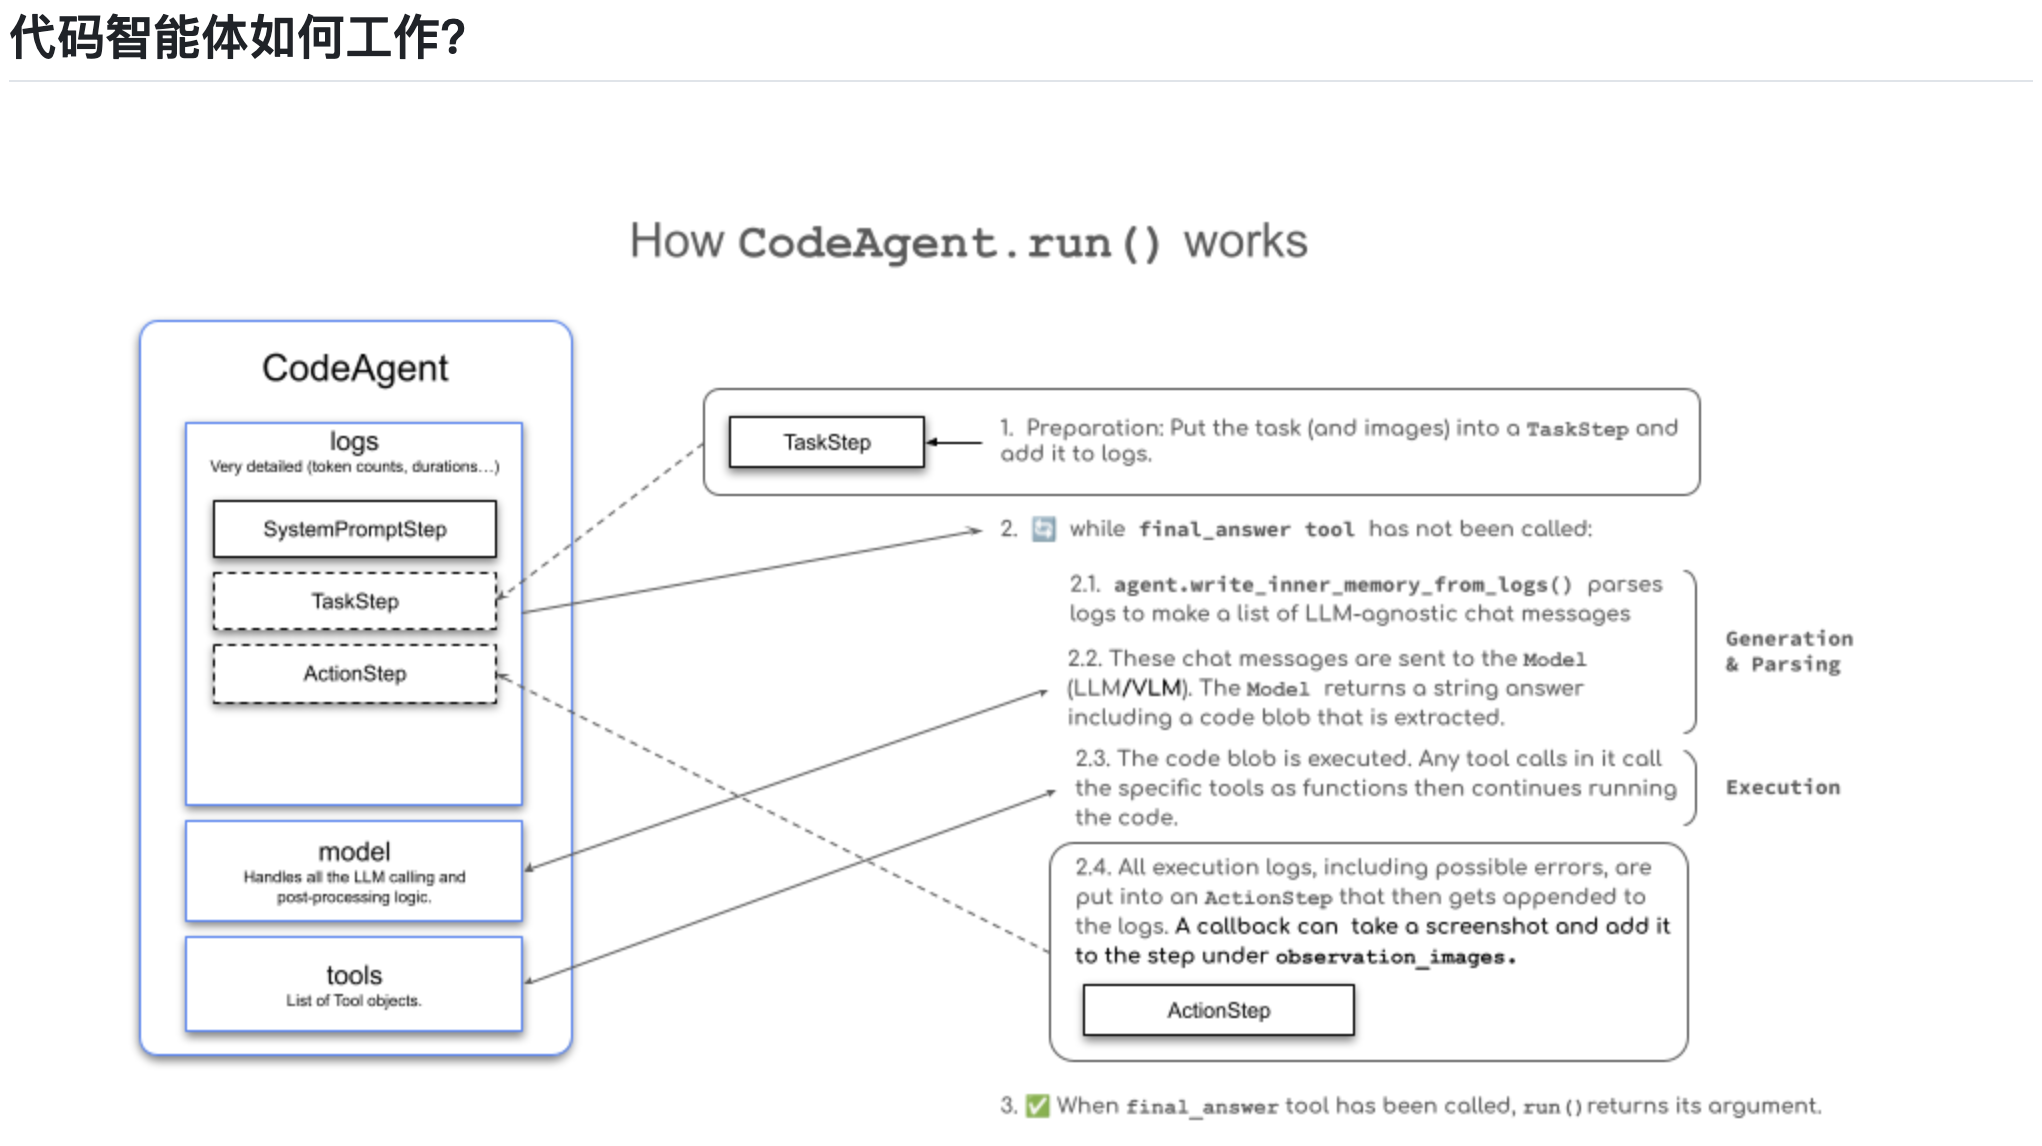 代码智能体如何工作?
How CodeAgent.run() works
CodeAgent
logs
Very detailed (token counts, durations...)
SystemPromptStep
TaskStep
ActionStep
model
Handles all the LLM calling and
post-processing logic.
tools
List of Tool objects.
TaskStep
1. Preparation: Put the task (and images) into a TaskStep and
add it to logs.
2. 🔄 while final_answer tool has not been called:
2.1. agent.write_inner_memory_from_logs() parses
logs to make a list of LLM-agnostic chat messages
2.2. These chat messages are sent to the Model
(LLM/VLM). The Model returns a string answer
including a code blob that is extracted.
Generation
& Parsing
2.3. The code blob is executed. Any tool calls in it call
the specific tools as functions then continues running
the code.
Execution
2.4. All execution logs, including possible errors, are
put into an ActionStep that then gets appended to
the logs. A callback can take a screenshot and add it
to the step under observation_images.
ActionStep
3. ✅ When final_answer tool has been called, run() returns its argument.